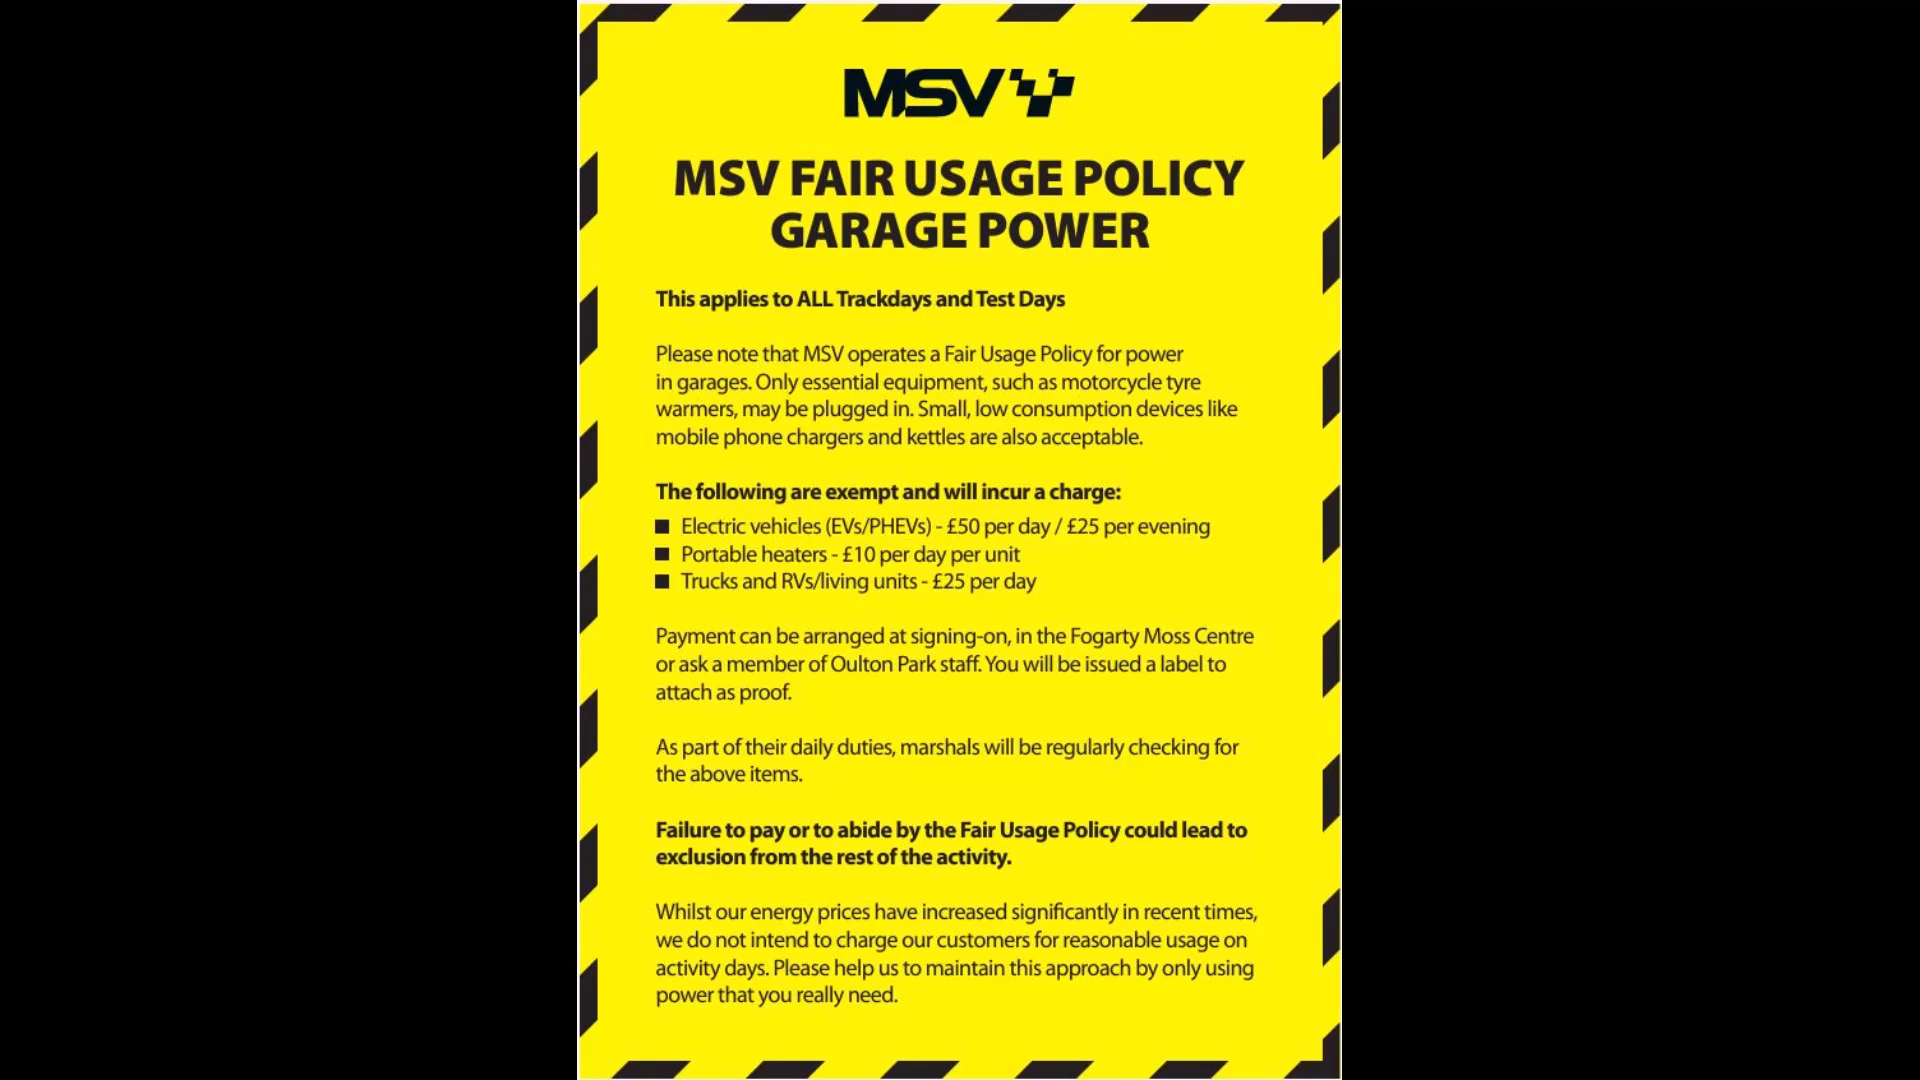 MSV
MSV FAIR USAGE POLICY
GARAGE POWER
This applies to ALL Trackdays and Test Days
Please note that MSV operates a Fair Usage Policy for power
in garages. Only essential equipment, such as motorcycle tyre
warmers, may be plugged in. Small, low consumption devices like
mobile phone chargers and kettles are also acceptable.
The following are exempt and will incur a charge:
■ Electric vehicles (EVs/PHEVs) - £50 per day / £25 per evening
■ Portable heaters - £10 per day per unit
■ Trucks and RVs/living units - £25 per day
Payment can be arranged at signing-on, in the Fogarty Moss Centre
or ask a member of Oulton Park staff. You will be issued a label to
attach as proof.
As part of their daily duties, marshals will be regularly checking for
the above items.
Failure to pay or to abide by the Fair Usage Policy could lead to
exclusion from the rest of the activity.
Whilst our energy prices have increased significantly in recent times,
we do not intend to charge our customers for reasonable usage on
activity days. Please help us to maintain this approach by only using
power that you really need.